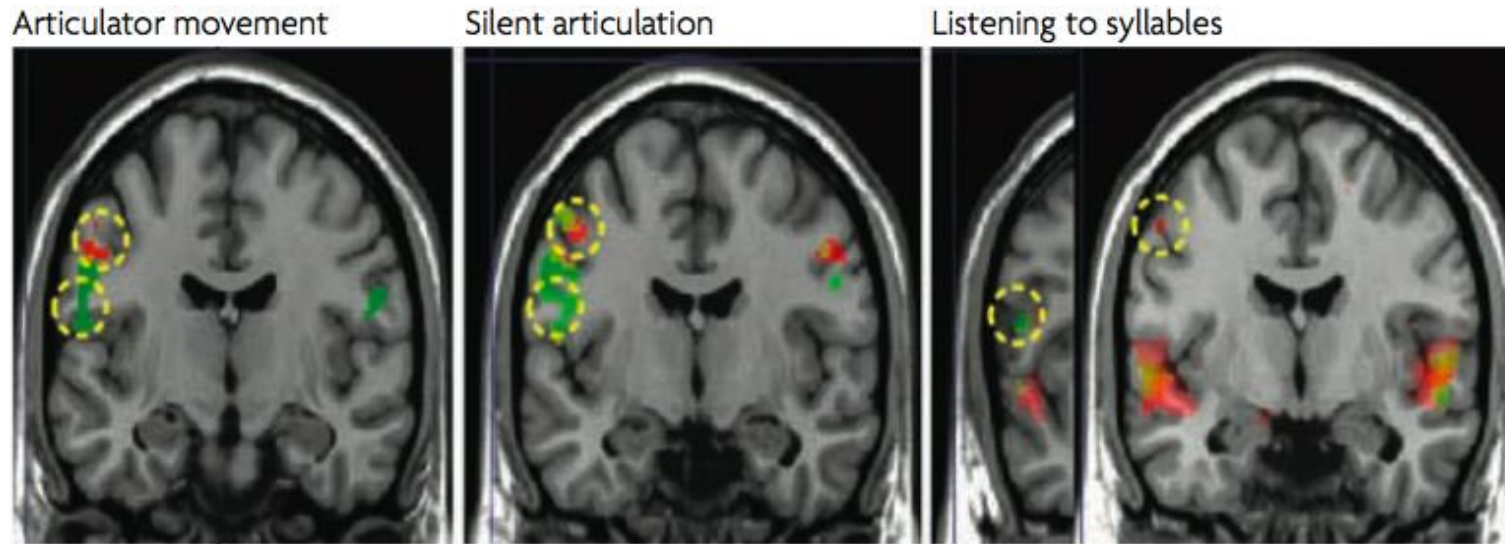 Articulator movement
Silent articulation
Listening to syllables